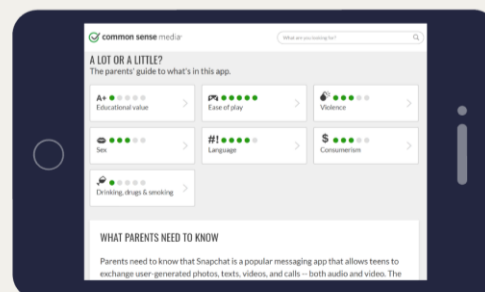 common sense media
What are you looking for?
A LOT OR A LITTLE?
The parents' guide to what's in this app.
A+
Educational value
Ease of play
Violence
Sex
#!
Language
$
Consumerism
Drinking, drugs & smoking
WHAT PARENTS NEED TO KNOW
Parents need to know that Snapchat is a popular messaging app that allows teens to
exchange user-generated photos, texts, videos, and calls -- both audio and video. The